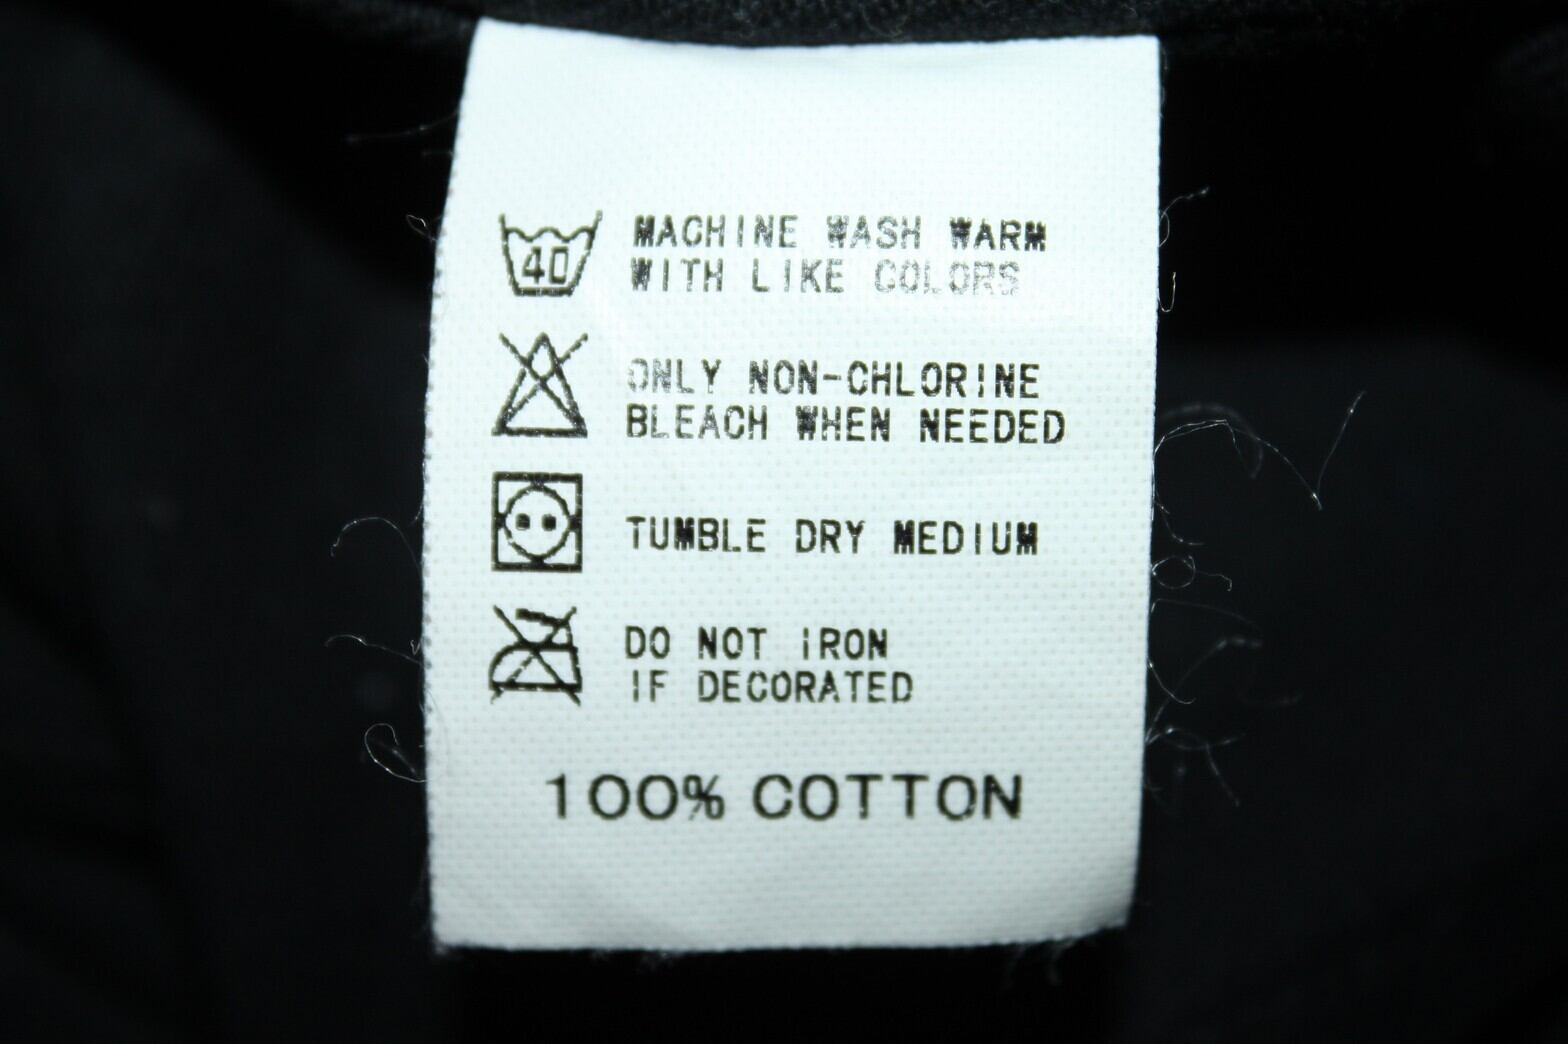 40 MACHINE WASH WARM
WITH LIKE COLORS
ONLY NON-CHLORINE
BLEACH WHEN NEEDED
TUMBLE DRY MEDIUM
DO NOT IRON
IF DECORATED
100% COTTON